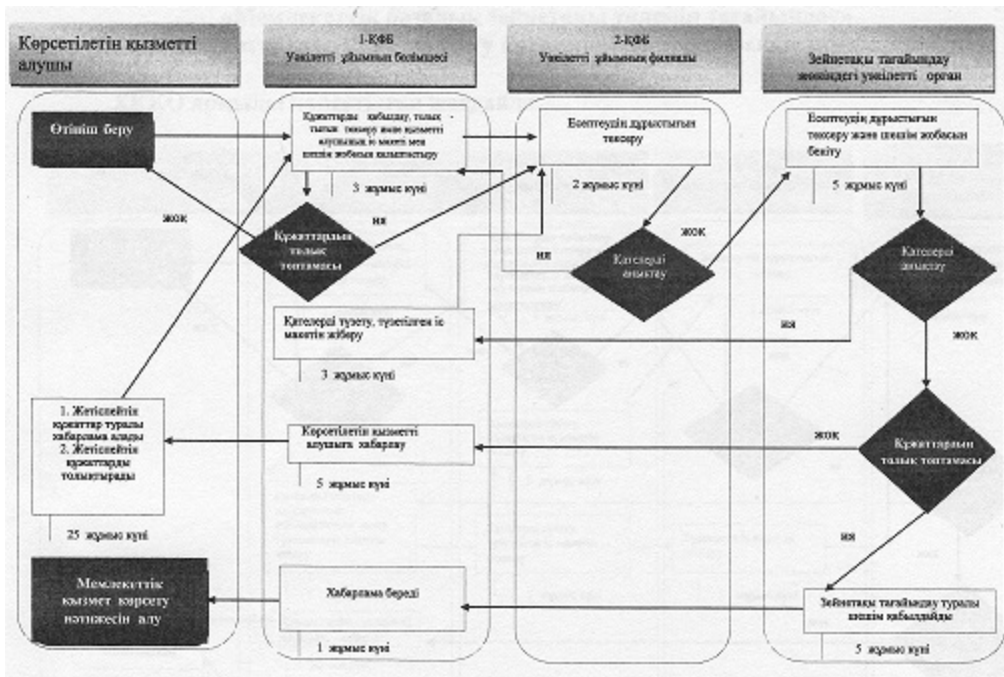 Көрсетілетін қызметті
алушы
1-ҚФБ
Уәкілетті ұйымның бөлімшесі
2-ҚФБ
Уәкілетті ұйымның филиалы
Зейнетақы тағайындау
жөніндегі уәкілетті орган
Өтініш беру
Құжаттарды қабылдау, толық
тығын тексеру және қызметті
алушының іс макеті мен
шешім жобасын қалыптастыру
3 жұмыс күні
Есептеудің дұрыстығын
тексеру
2 жұмыс күні
Есептеудің дұрыстығын
тексеру және шешім жобасын
бекіту
5 жұмыс күні
жоқ
ия
Құжаттардың
толық
топтамасы
ия
жоқ
Қателерді
анықтау
Қателерді
анықтау
Қателерді түзету, түзетілген іс
макетін жіберу
3 жұмыс күні
ия
жоқ
1. Жетіспейтін
құжаттар туралы
хабарлама алады
2. Жетіспейтін
құжаттарды
толықтырады
25 жұмыс күні
Көрсетілетін қызметті
алушыға хабарлау
5 жұмыс күні
жоқ
Құжаттардың
толық топтамасы
ия
Мемлекеттік
қызмет көрсету
нәтижесін алу
Хабарлама береді
1 жұмыс күні
Зейнетақы тағайындау туралы
шешім қабылдайды
5 жұмыс күні